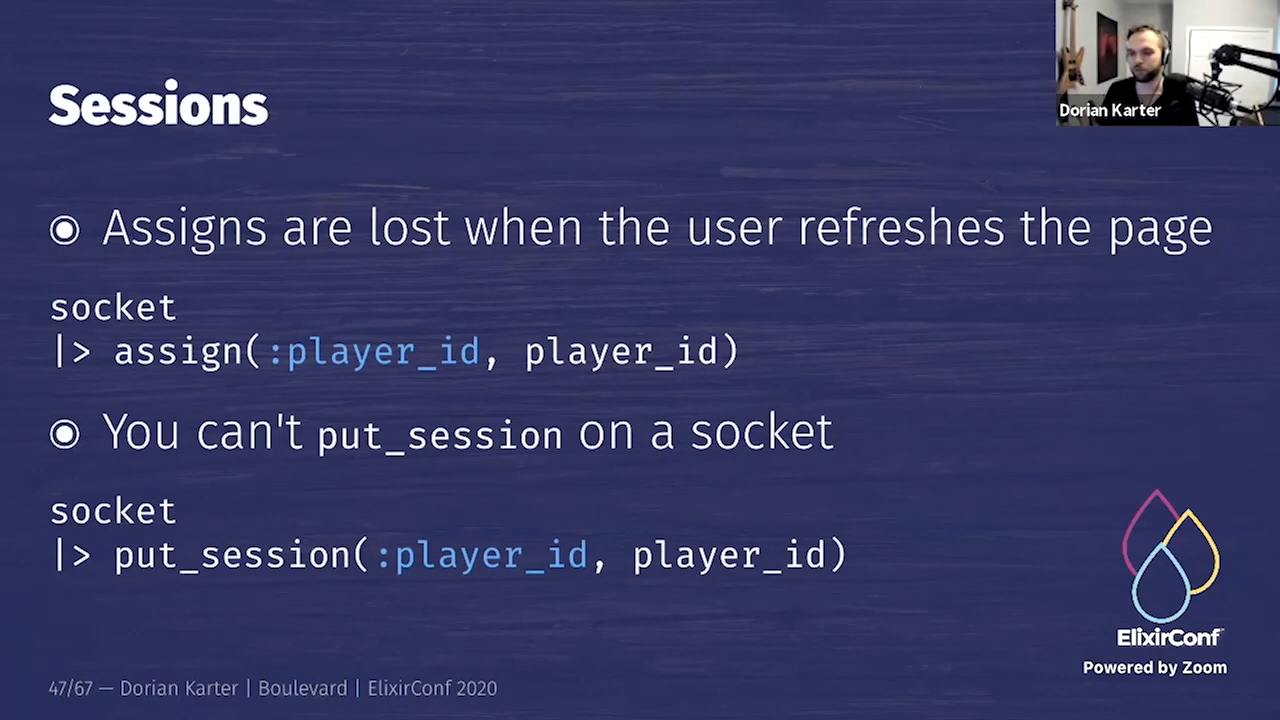 Sessions
Dorian Karter
Assigns are lost when the user refreshes the page
socket
|> assign(:player_id, player_id)
You can't put_session on a socket
socket
|> put_session(:player_id, player_id)
ElixirConf
Powered by Zoom
47/67 — Dorian Karter | Boulevard | ElixirConf 2020